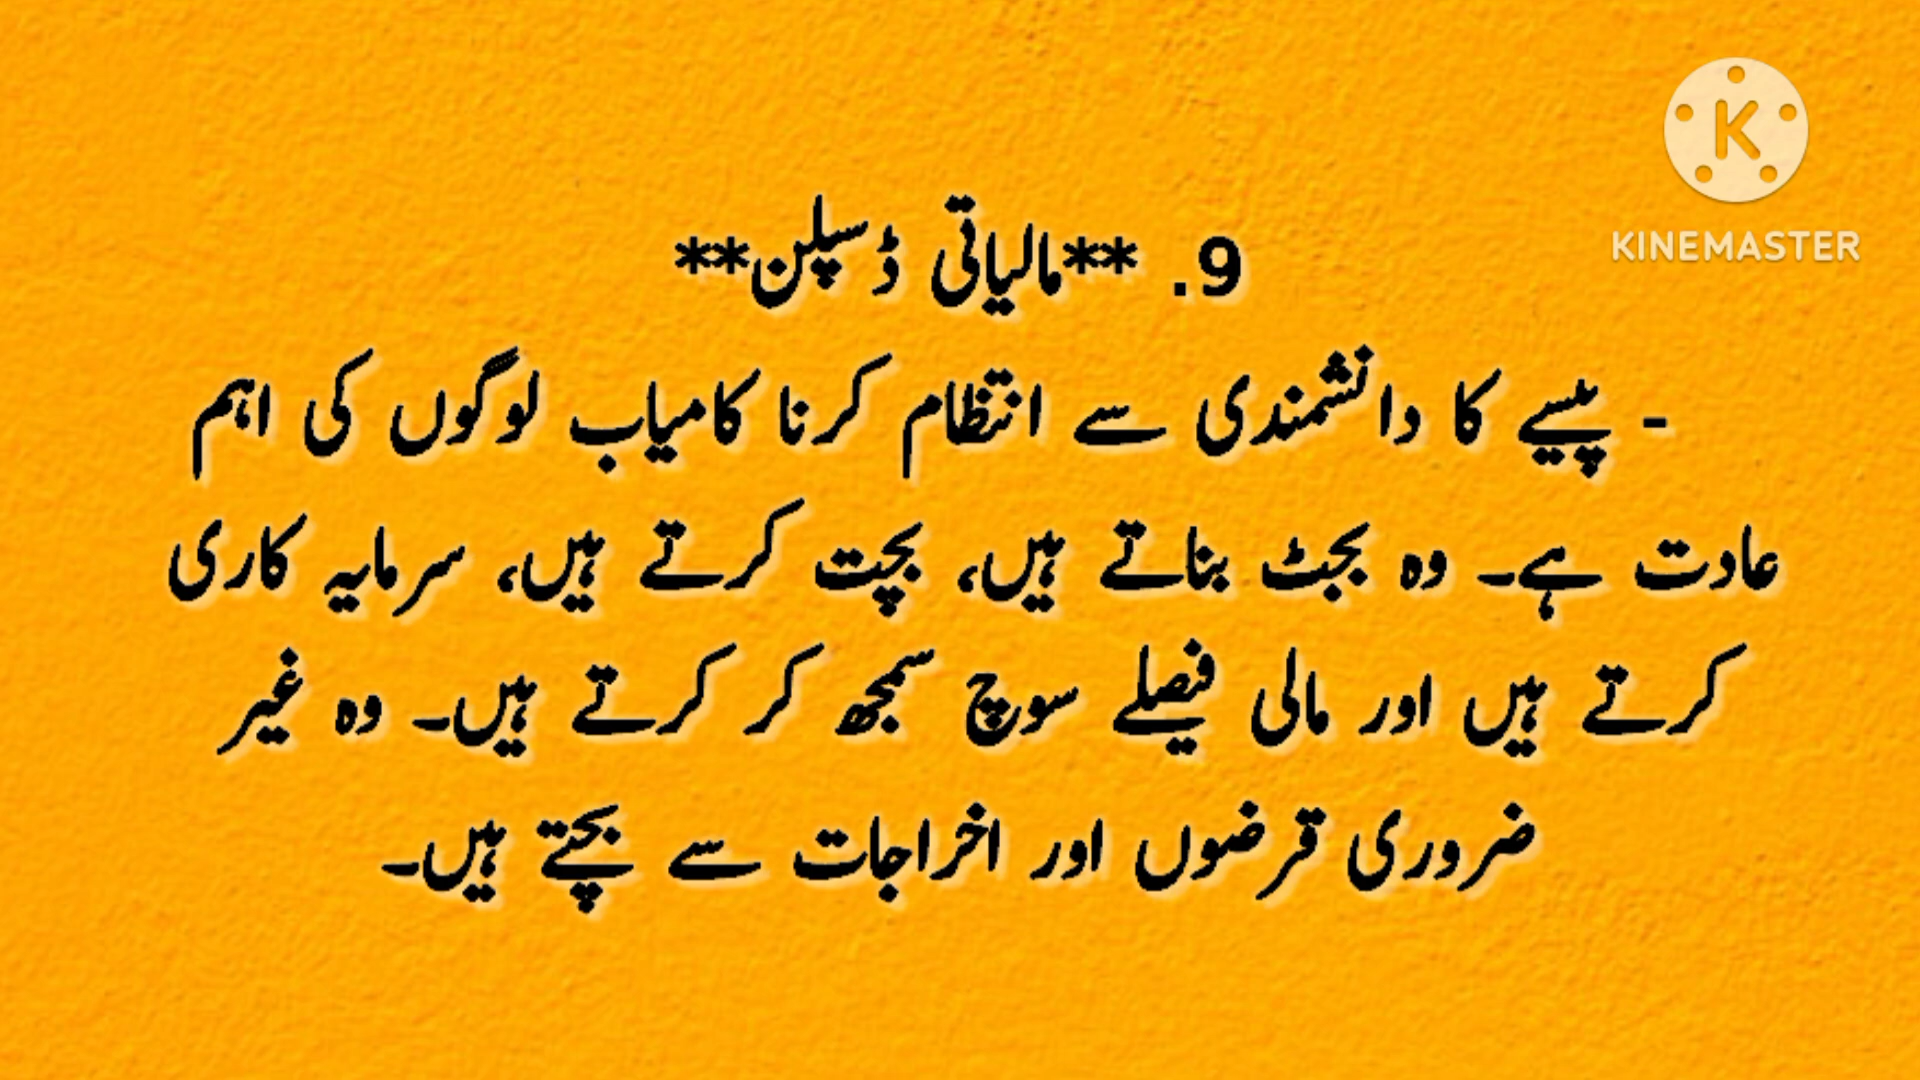 KINEMASTER
9. **مالیاتی ڈسپلن**
- پیسے کا دانشمندی سے انتظام کرنا کامیاب لوگوں کی اہم
عادت ہے۔ وہ بجٹ بناتے ہیں، بچت کرتے ہیں، سرمایہ کاری
کرتے ہیں اور مالی فیصلے سوچ سمجھ کر کرتے ہیں۔ وہ غیر
ضروری قرضوں اور اخراجات سے بچتے ہیں۔